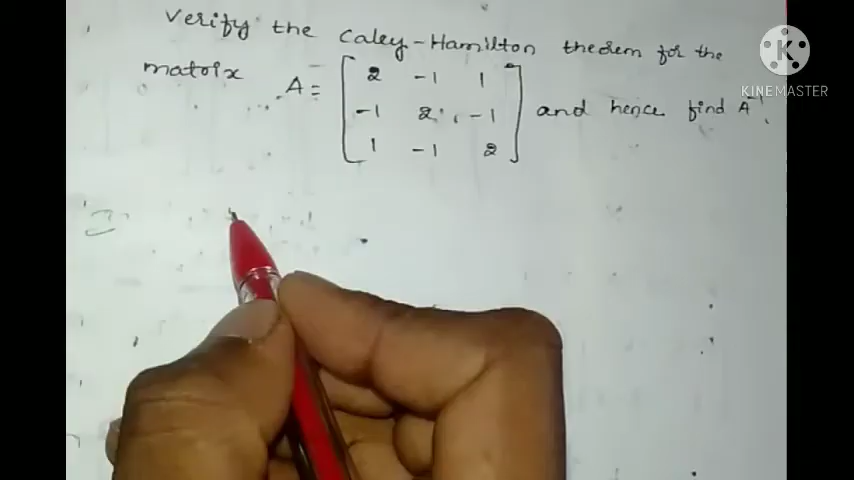 Verify the Caley-Hamilton theorem for the
matrix A = [ 2 -1 1
-1 2 -1
1 -1 2 ] and hence find A⁻¹.
K
KINEMASTER